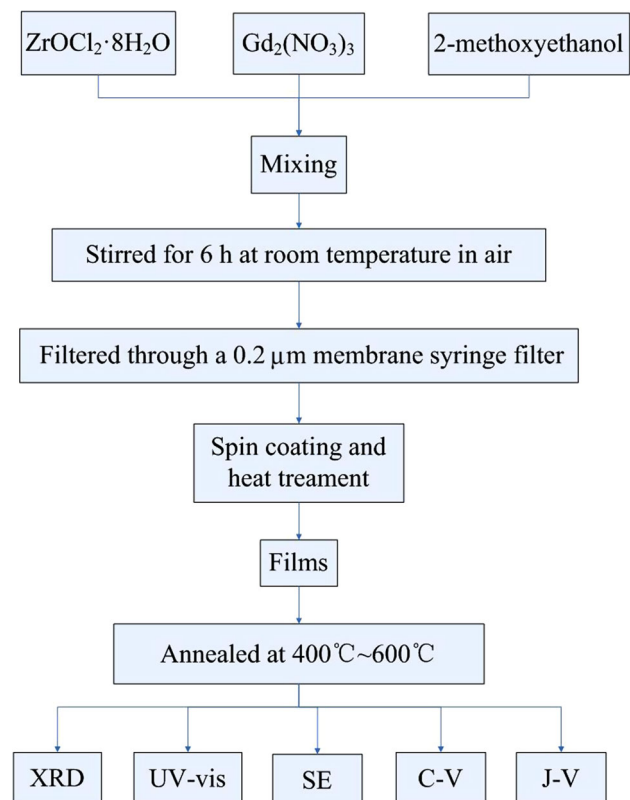 ZrOCl₂·8H₂O
Gd₂(NO₃)₃
2-methoxyethanol
Mixing
Stirred for 6 h at room temperature in air
Filtered through a 0.2 μm membrane syringe filter
Spin coating and
heat treament
Films
Annealed at 400℃~600℃
XRD
UV-vis
SE
C-V
J-V